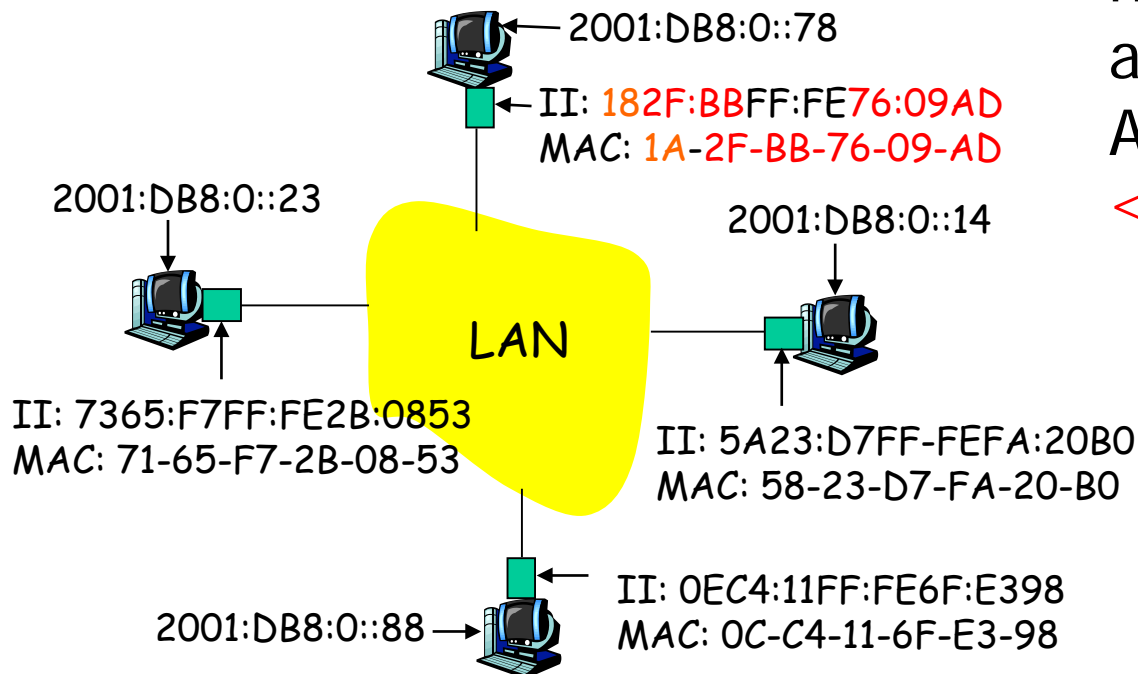 2001:DB8:0::78
II: 182F:BBFF:FE76:09AD
MAC: 1A-2F-BB-76-09-AD
a
A
<
2001:DB8:0::23
2001:DB8:0::14
LAN
II: 7365:F7FF:FE2B:0853
MAC: 71-65-F7-2B-08-53
II: 5A23:D7FF-FEFA:20B0
MAC: 58-23-D7-FA-20-B0
II: 0EC4:11FF:FE6F:E398
MAC: 0C-C4-11-6F-E3-98
2001:DB8:0::88